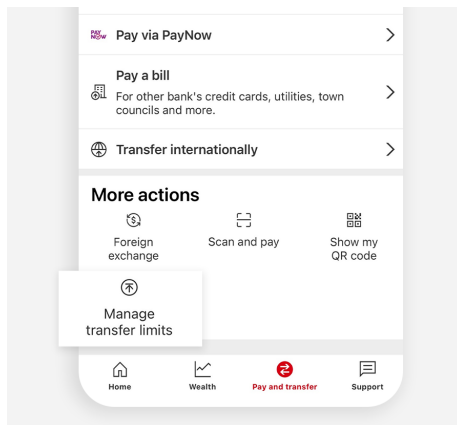 PAY
NOW
Pay via PayNow
Pay a bill
For other bank's credit cards, utilities, town
councils and more.
Transfer internationally
More actions
Foreign
exchange
Scan and pay
Show my
QR code
Manage
transfer limits
Home
Wealth
Pay and transfer
Support